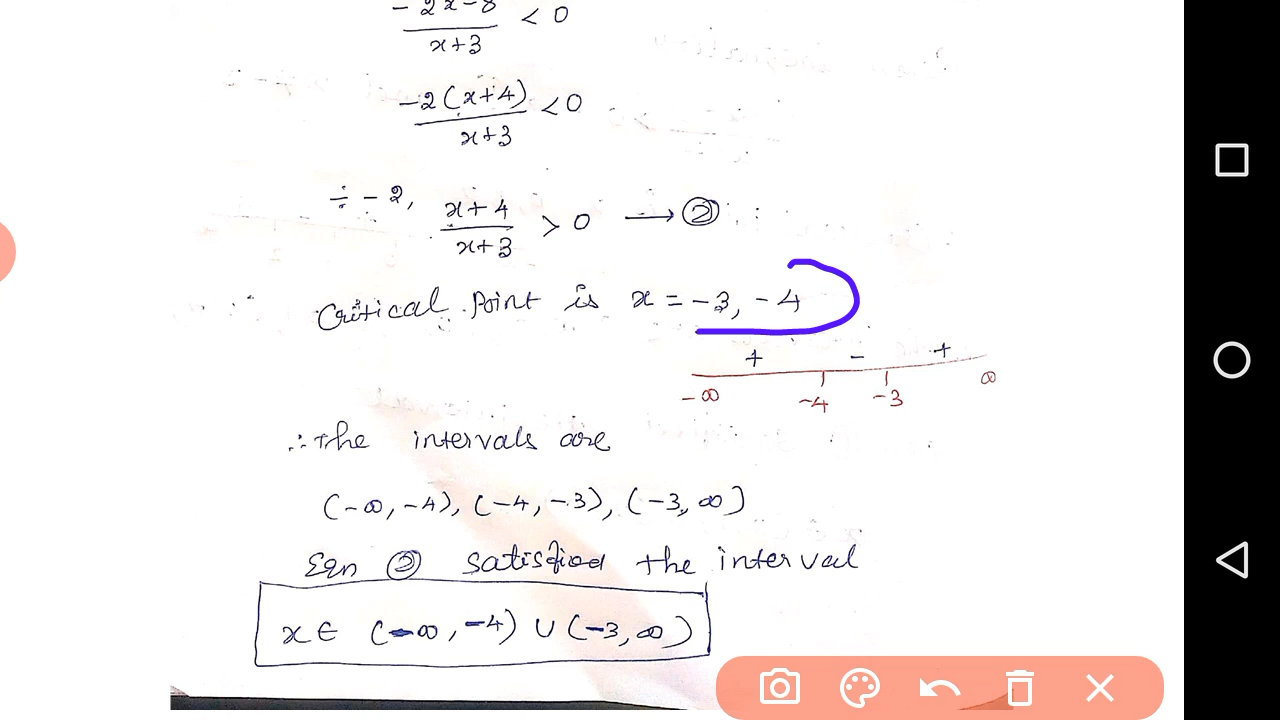 -2x-8
x+3 < 0
-2(x+4)
x+3 <0
÷-2, x+4
x+3 > 0 → ②
Critical point is x = -3, -4
+ - +
-∞ -4 -3 ∞
∴ The intervals are
(-∞,-4), (-4,-3), (-3,∞)
Eqn ② satisfied the interval
x∈ (-∞,-4) ∪ (-3,∞)